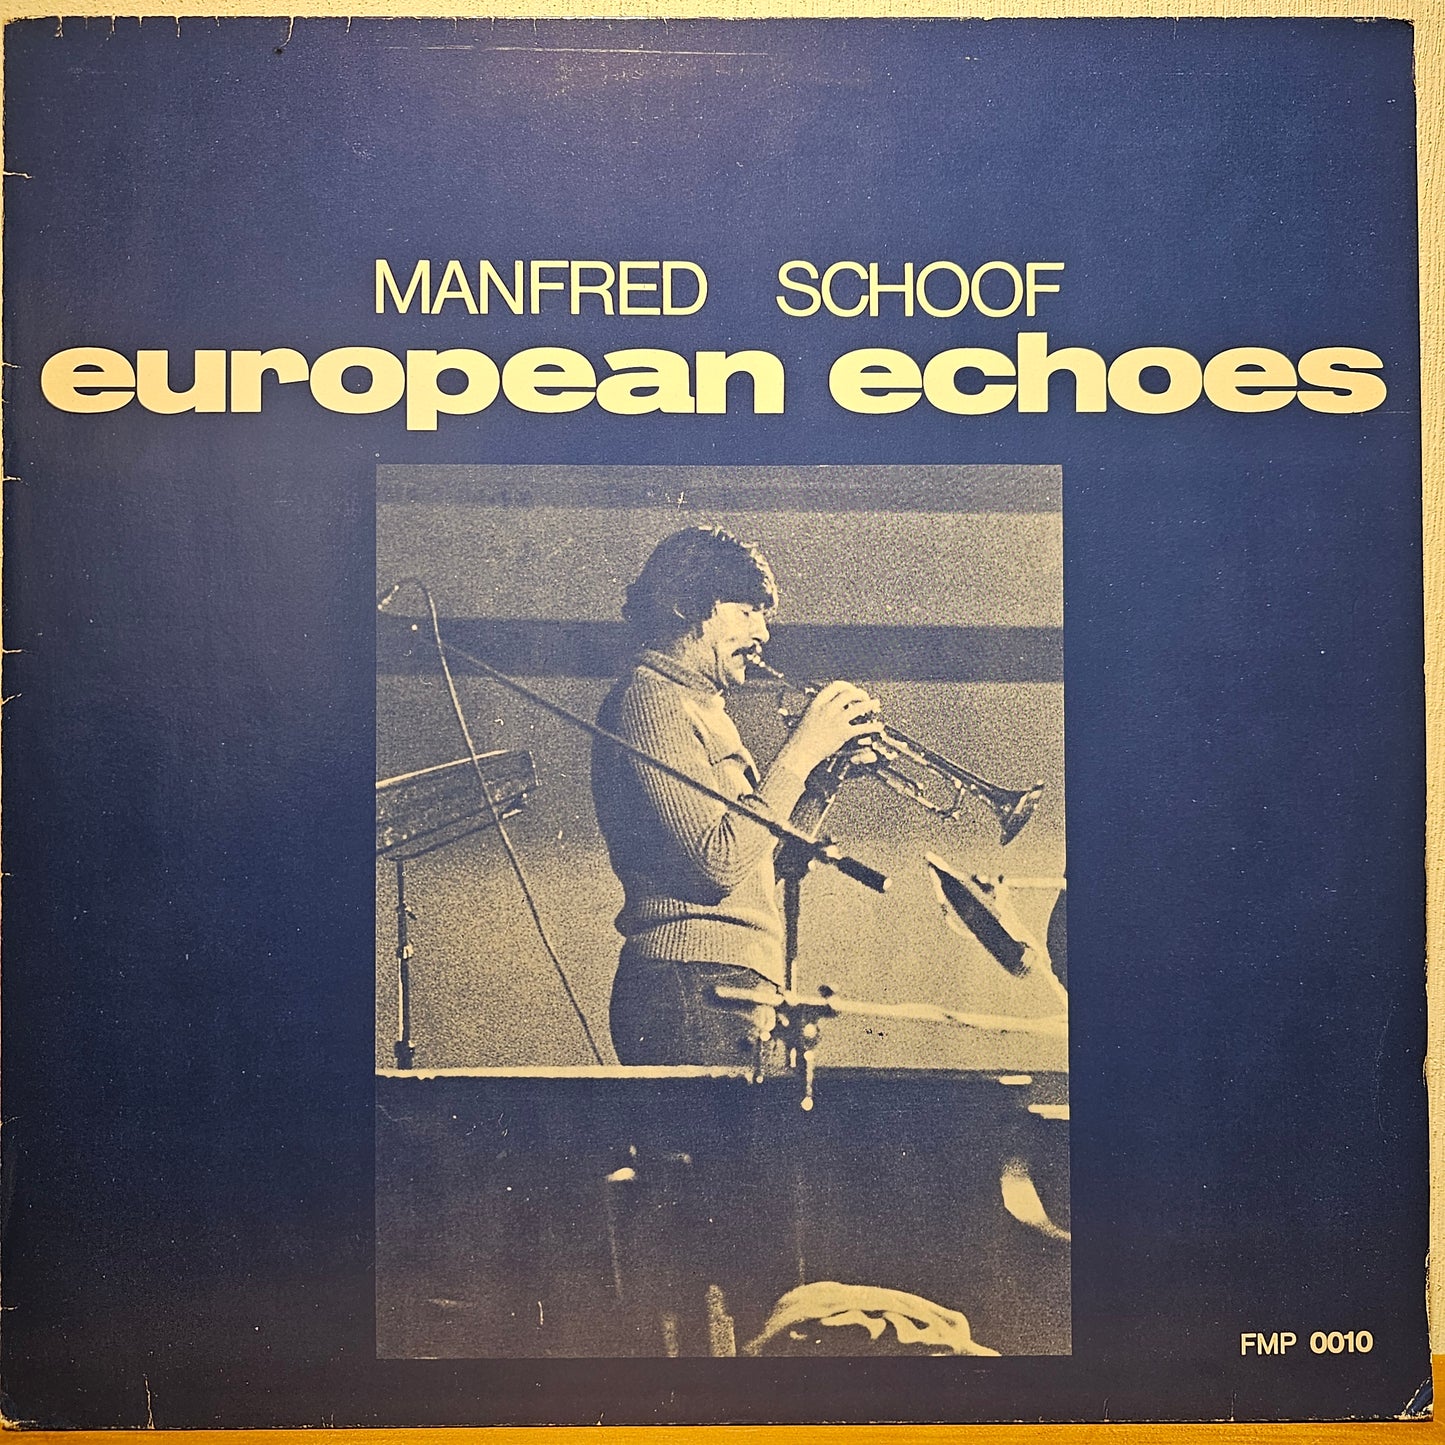 MANFRED SCHOOF
european echoes
FMP 0010